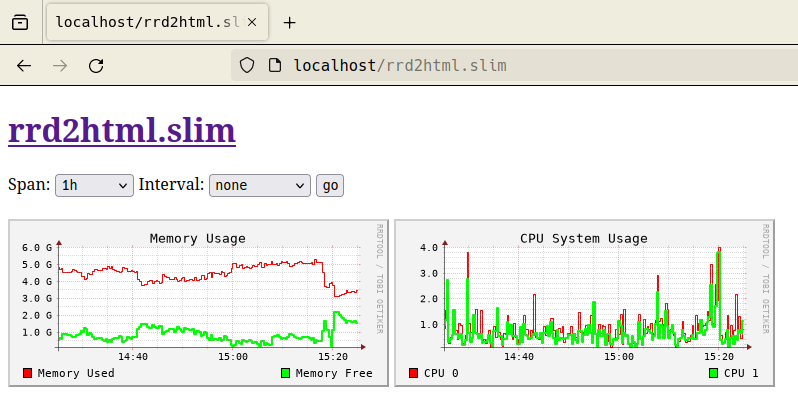 localhost/rrd2html.sl
localhost/rrd2html.slim
rrd2html.slim
Span: 1h Interval: none go
Memory Usage
6.0 G
5.0 G
4.0 G
3.0 G
2.0 G
1.0 G
14:40 15:00 15:20
Memory Used Memory Free
RRDTOOL / TOBI OETIKER
CPU System Usage
4.0
3.0
2.0
1.0
14:40 15:00 15:20
CPU 0 CPU 1
RRDTOOL / TOBI OETIKER